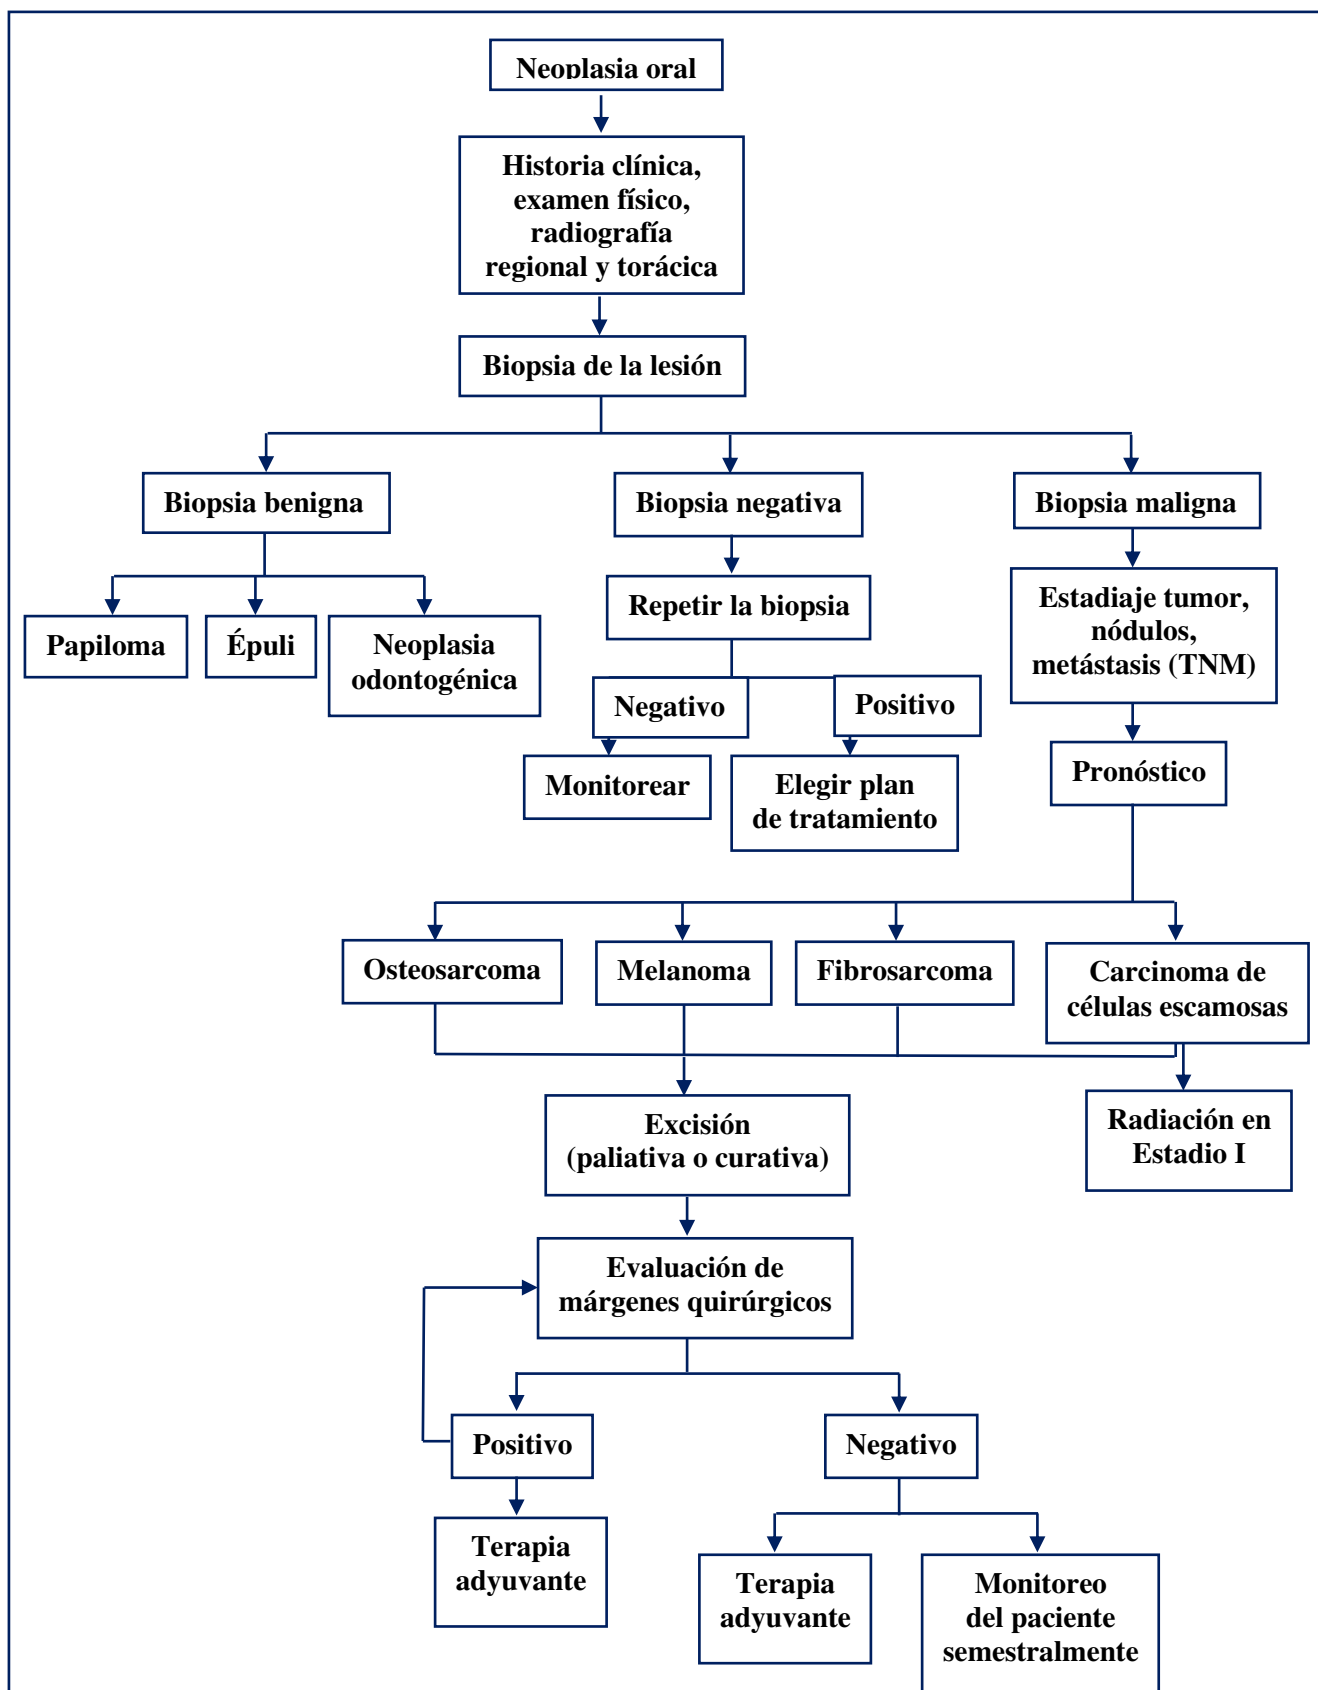 Neoplasia oral
Historia clínica,
examen físico,
radiografía
regional y torácica
Biopsia de la lesión
Biopsia benigna
Biopsia negativa
Biopsia maligna
Papiloma
Épuli
Neoplasia
odontogénica
Repetir la biopsia
Negativo
Positivo
Monitorear
Elegir plan
de tratamiento
Estadiaje tumor,
nódulos,
metástasis (TNM)
Pronóstico
Osteosarcoma
Melanoma
Fibrosarcoma
Carcinoma de
células escamosas
Excisión
(paliativa o curativa)
Radiación en
Estadio I
Evaluación de
márgenes quirúrgicos
Positivo
Negativo
Terapia
adyuvante
Terapia
adyuvante
Monitoreo
del paciente
semestralmente